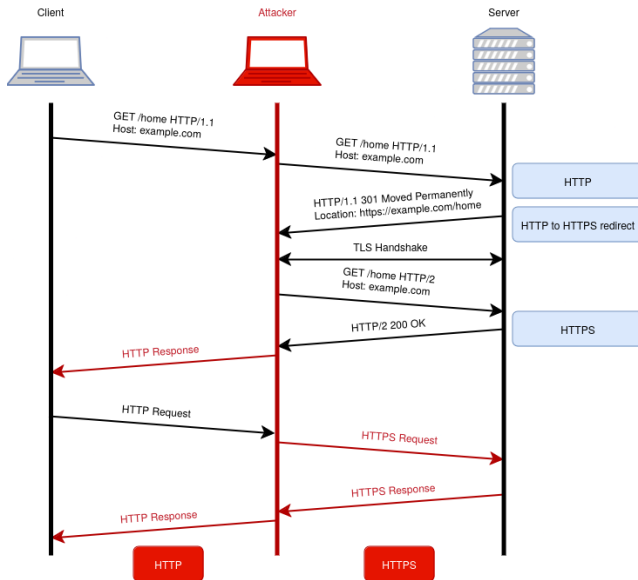 Client
Attacker
Server
GET /home HTTP/1.1
Host: example.com
GET /home HTTP/1.1
Host: example.com
HTTP
HTTP/1.1 301 Moved Permanently
Location: https://example.com/home
HTTP to HTTPS redirect
TLS Handshake
GET /home HTTP/2
Host: example.com
HTTP/2 200 OK
HTTPS
HTTP Response
HTTP Request
HTTPS Request
HTTPS Response
HTTP Response
HTTP
HTTPS